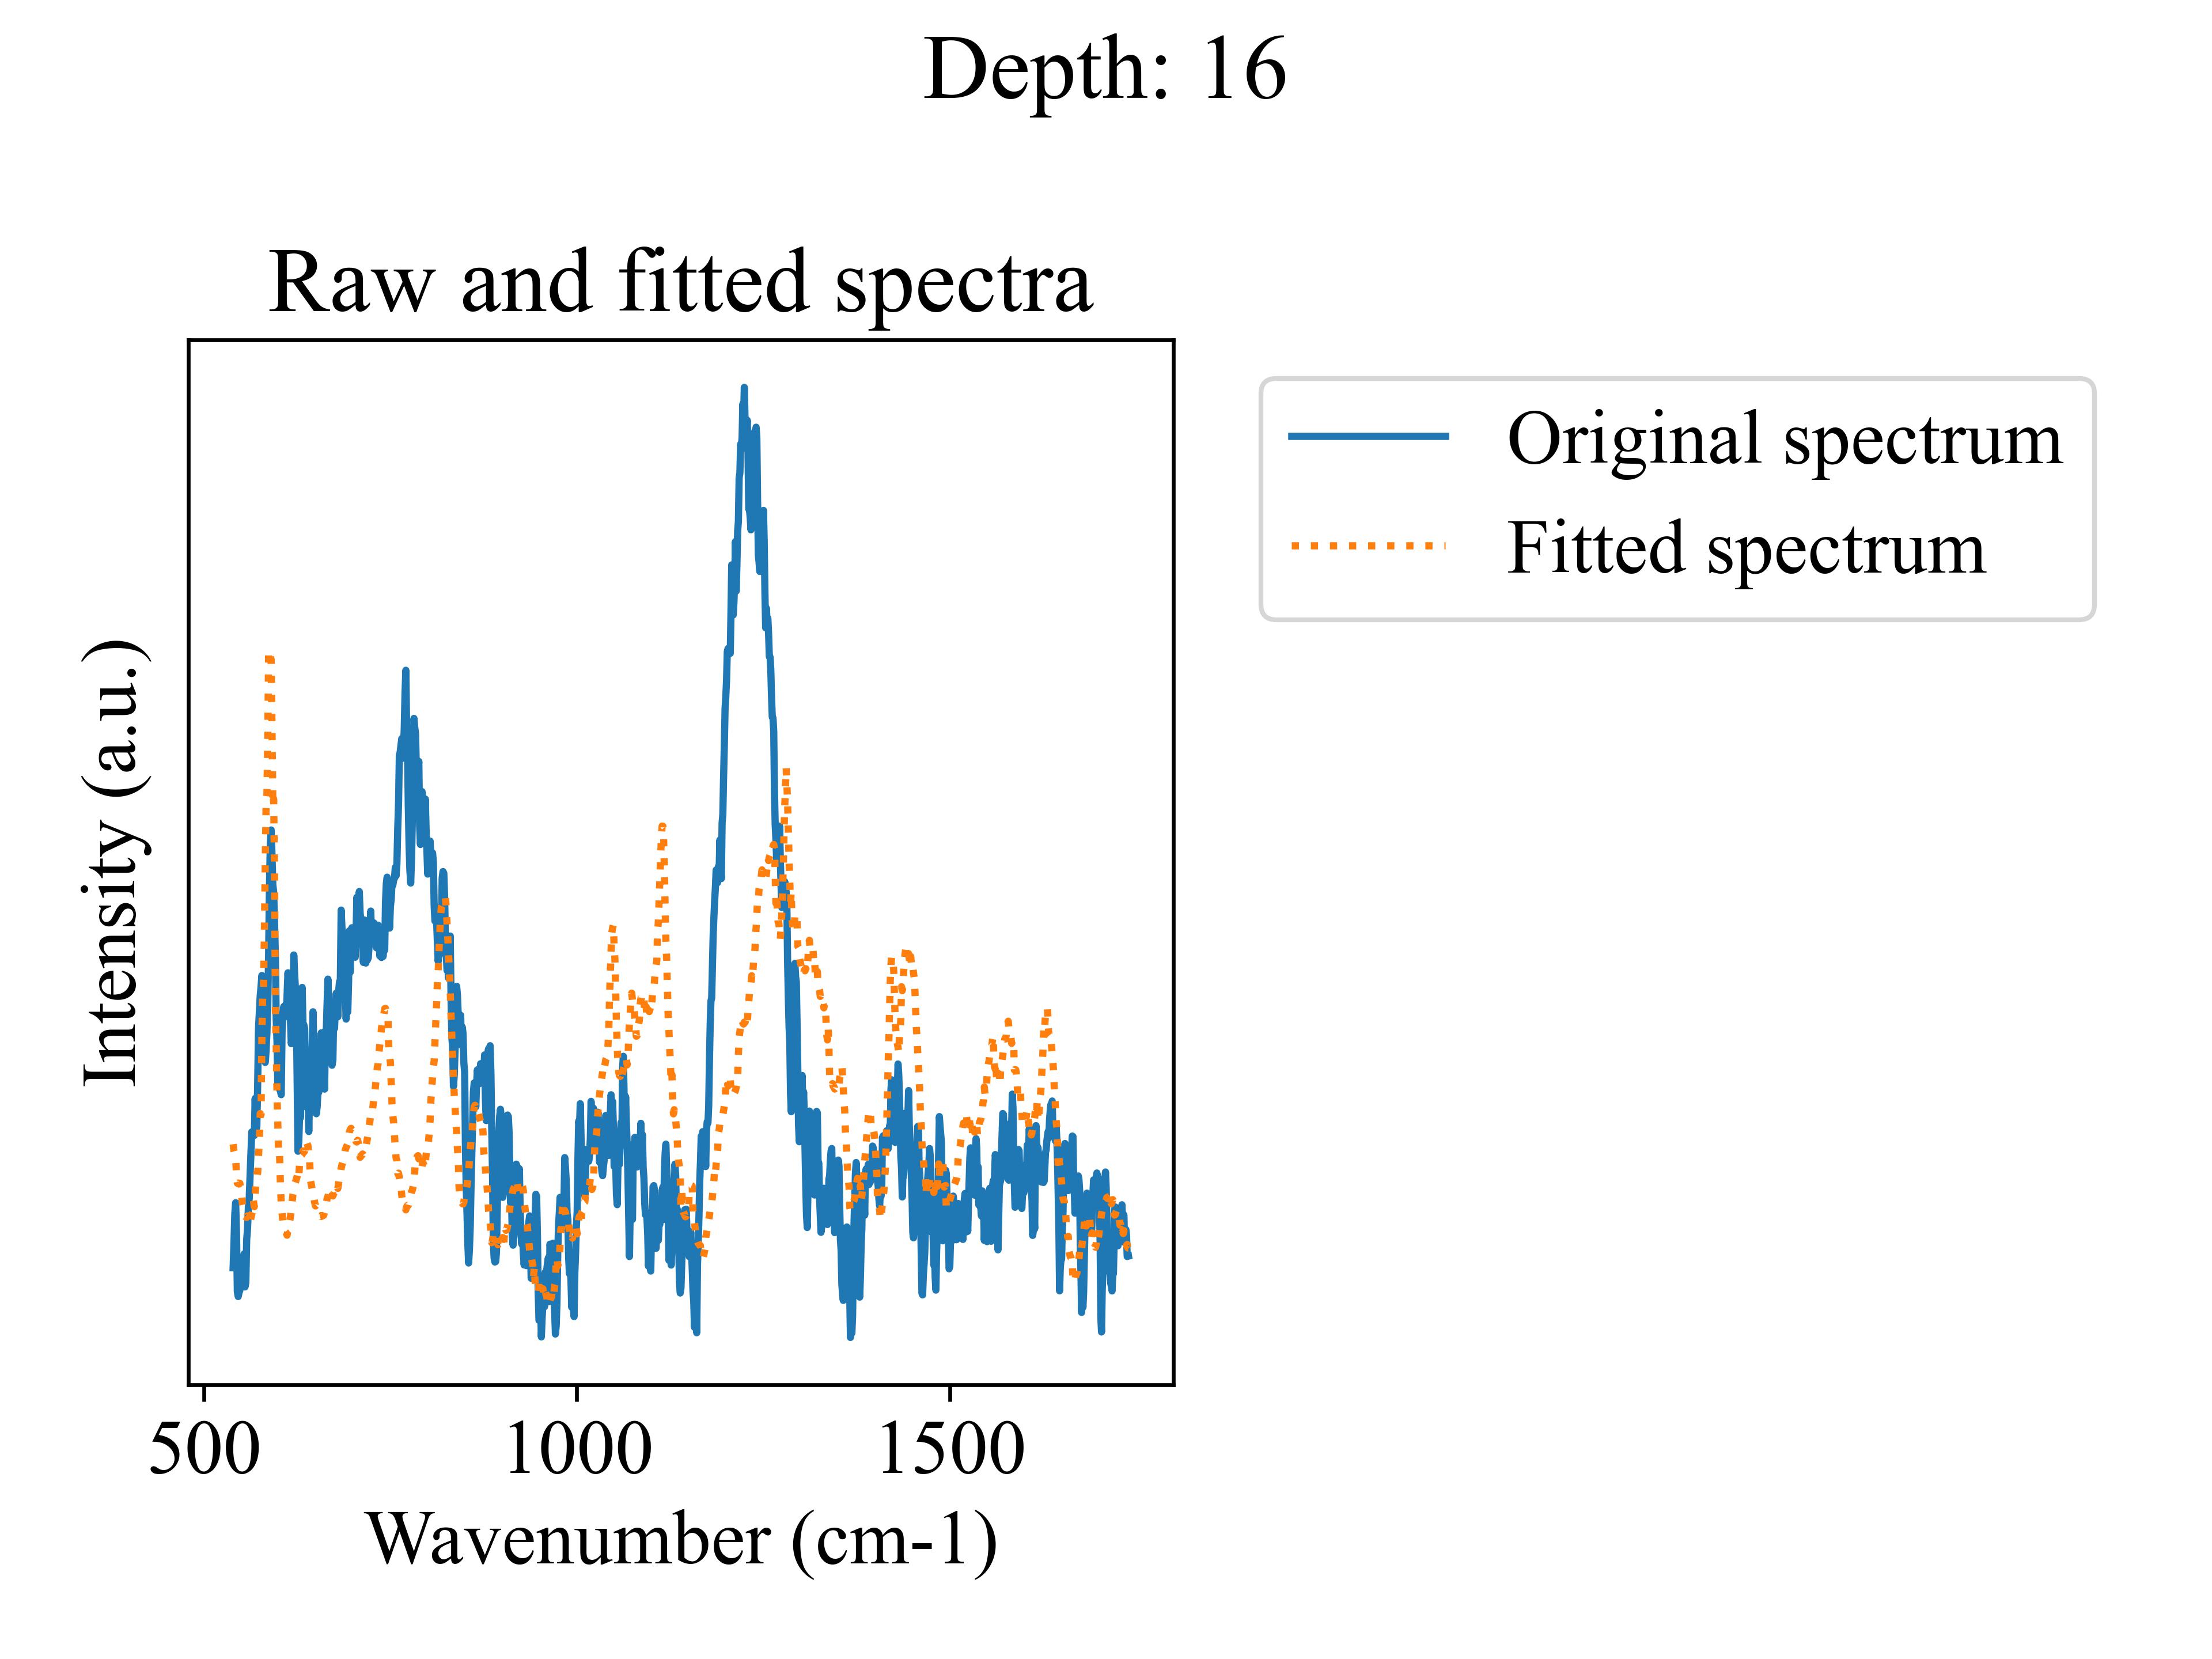 Depth: 16
Raw and fitted spectra
Original spectrum
Fitted spectrum
Intensity (a.u.)
500 1000 1500
Wavenumber (cm-1)